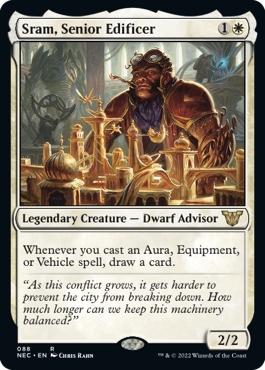 Sram, Senior Edificer 1
Legendary Creature — Dwarf Advisor
Whenever you cast an Aura, Equipment,
or Vehicle spell, draw a card.
“As this conflict grows, it gets harder to
prevent the city from breaking down. How
much longer can we keep this machinery
balanced?”
2/2
088 R
NEC • EN Chris Rahn ™ & © 2022 Wizards of the Coast